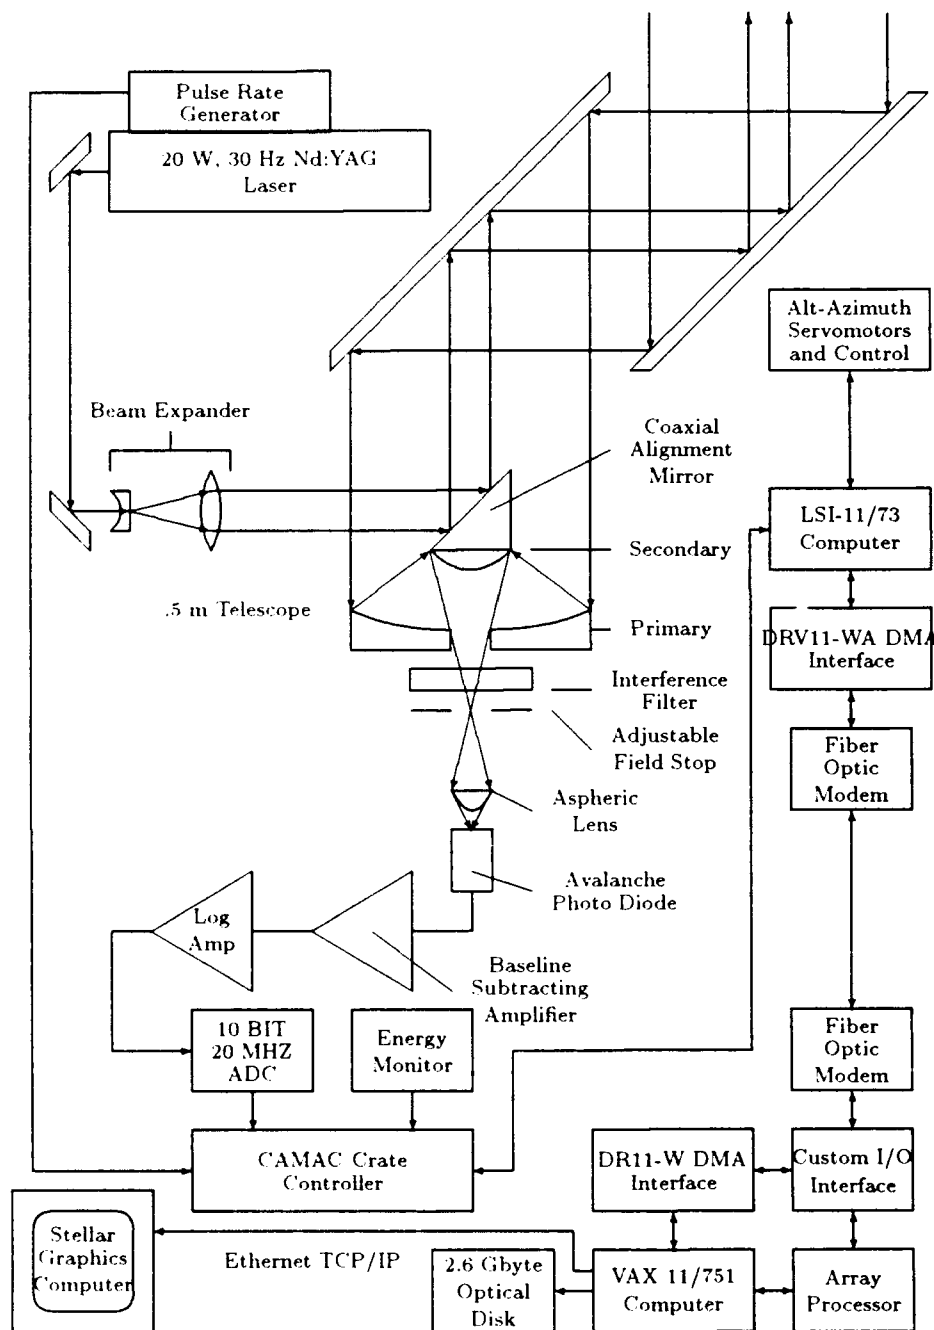 Pulse Rate
Generator
20 W, 30 Hz Nd:YAG
Laser
Alt-Azimuth
Servomotors
and Control
Beam Expander
Coaxial
Alignment
Mirror
LSI-11/73
Computer
Secondary
.5 m Telescope
Primary
DRV11-WA DMA
Interface
Interference
Filter
Adjustable
Field Stop
Fiber
Optic
Modem
Aspheric
Lens
Avalanche
Photo Diode
Log
Amp
Baseline
Subtracting
Amplifier
10 BIT
20 MHZ
ADC
Energy
Monitor
Fiber
Optic
Modem
CAMAC Crate
Controller
DR11-W DMA
Interface
Custom I/O
Interface
Stellar
Graphics
Computer
Ethernet TCP/IP
2.6 Gbyte
Optical
Disk
VAX 11/751
Computer
Array
Processor